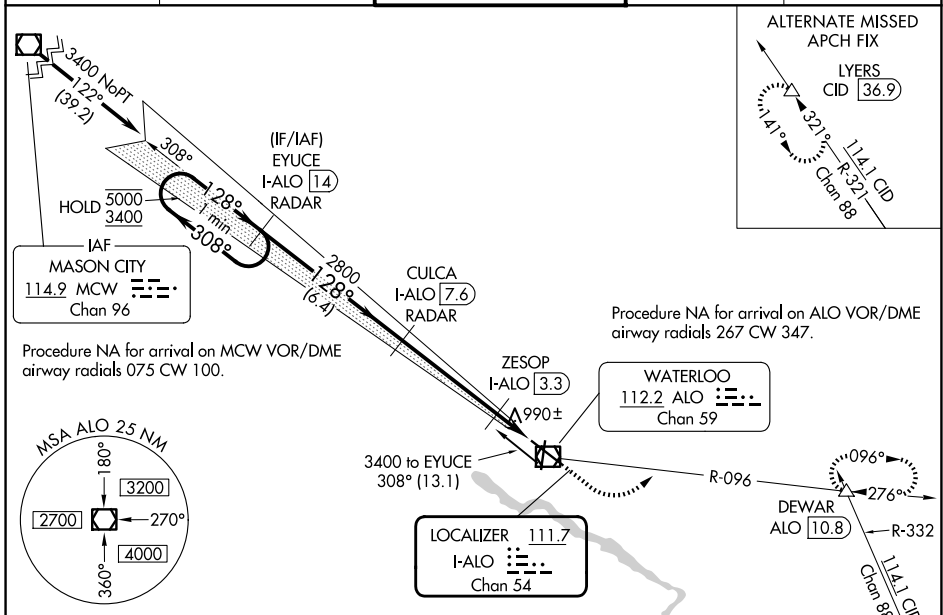 ALTERNATE MISSED
APCH FIX
LYERS
CID 36.9
141°
321°
114.1 CID
R-321
Chan 88
3400 NoPT
122°
(39.2)
308°
(IF/IAF)
EYUCE
I-ALO 14
RADAR
HOLD 5000
3400
128°
1 min
308°
IAF
MASON CITY
114.9 MCW
Chan 96
2800
128°
(6.4)
CULCA
I-ALO 7.6
RADAR
Procedure NA for arrival on ALO VOR/DME
airway radials 267 CW 347.
Procedure NA for arrival on MCW VOR/DME
airway radials 075 CW 100.
ZESOP
I-ALO 3.3
990±
WATERLOO
112.2 ALO
Chan 59
3400 to EYUCE
308° (13.1)
MSA ALO 25 NM
180°
3200
2700
270°
4000
360°
LOCALIZER 111.7
I-ALO
Chan 54
R-096
096°
276°
DEWAR
ALO 10.8
R-332
114.1 CID
Chan 88